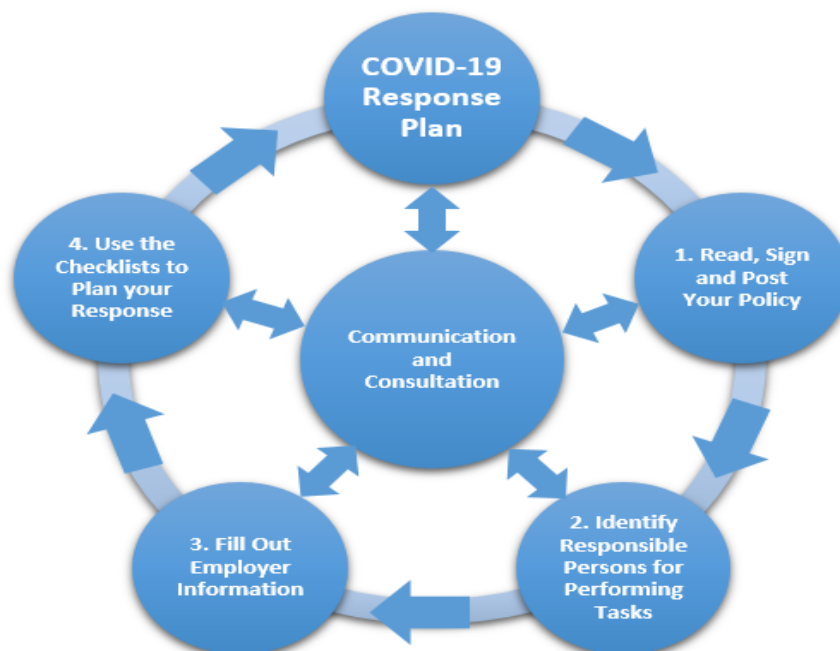 COVID-19
Response
Plan
1. Read, Sign
and Post
Your Policy
2. Identify
Responsible
Persons for
Performing
Tasks
3. Fill Out
Employer
Information
4. Use the
Checklists to
Plan your
Response
Communication
and
Consultation